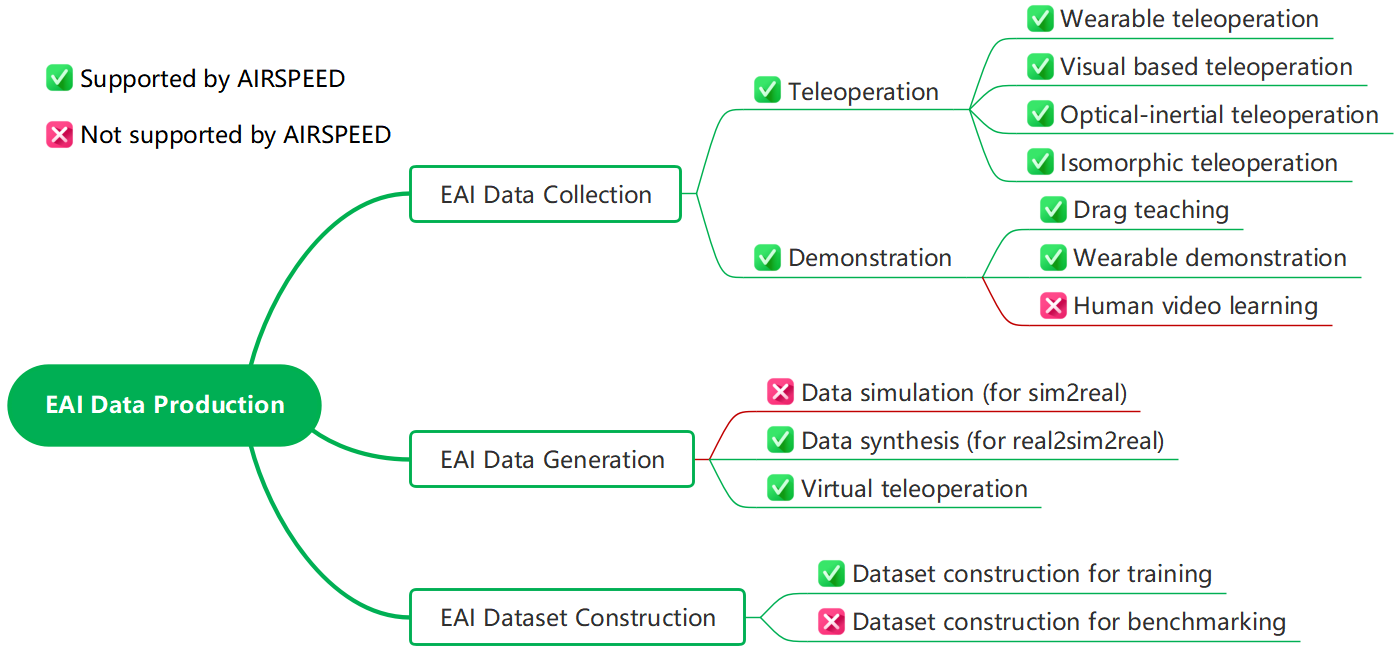 Supported by AIRSPEED
Not supported by AIRSPEED
EAI Data Production
EAI Data Collection
Teleoperation
Wearable teleoperation
Visual based teleoperation
Optical-inertial teleoperation
Isomorphic teleoperation
Demonstration
Drag teaching
Wearable demonstration
Human video learning
EAI Data Generation
Data simulation (for sim2real)
Data synthesis (for real2sim2real)
Virtual teleoperation
EAI Dataset Construction
Dataset construction for training
Dataset construction for benchmarking